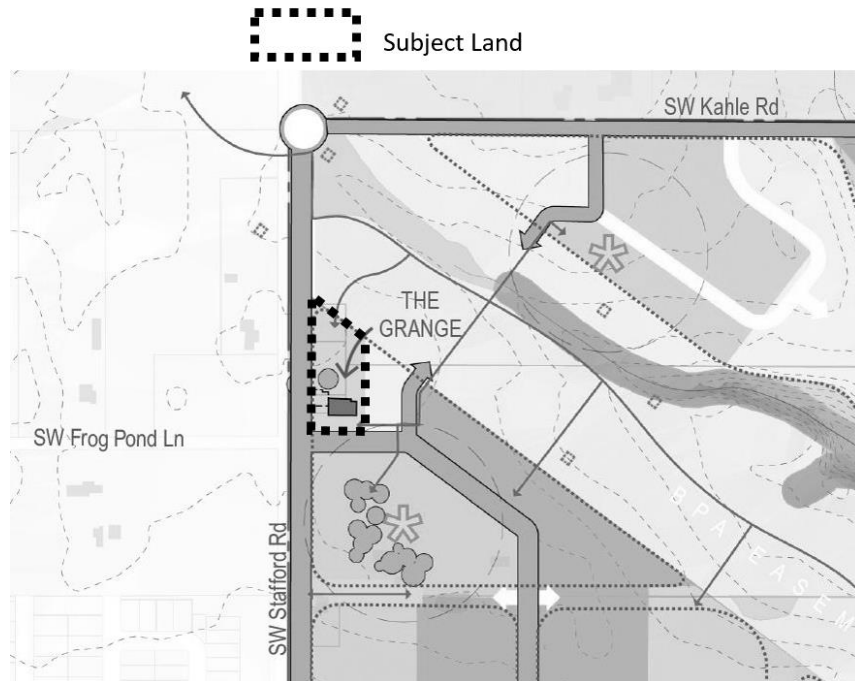 Subject Land
SW Kahle Rd
THE
GRANGE
SW Frog Pond Ln
SW Stafford Rd
BPA EASEM